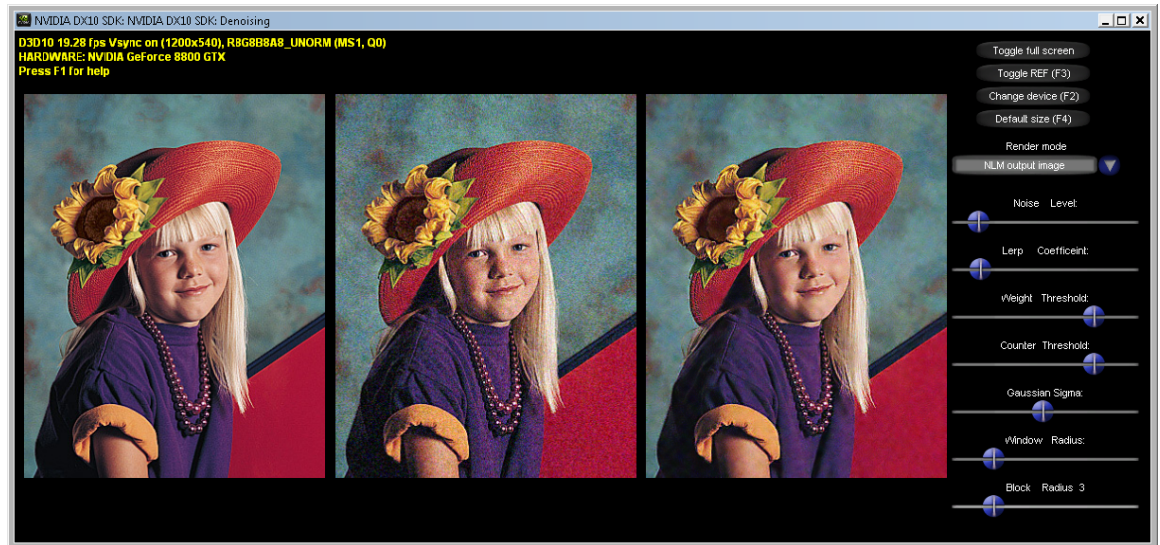 NVIDIA DX10 SDK: NVIDIA DX10 SDK: Denoising
D3D10 19.28 fps Vsync on (1200x540), R8G8B8A8_UNORM (MS1, Q0)
HARDWARE: NVIDIA GeForce 8800 GTX
Press F1 for help
Toggle full screen
Toggle REF (F3)
Change device (F2)
Default size (F4)
Render mode
NLM output image
Noise Level:
Lerp Coefficeint:
Weight Threshold:
Counter Threshold:
Gaussian Sigma:
Window Radius:
Block Radius 3